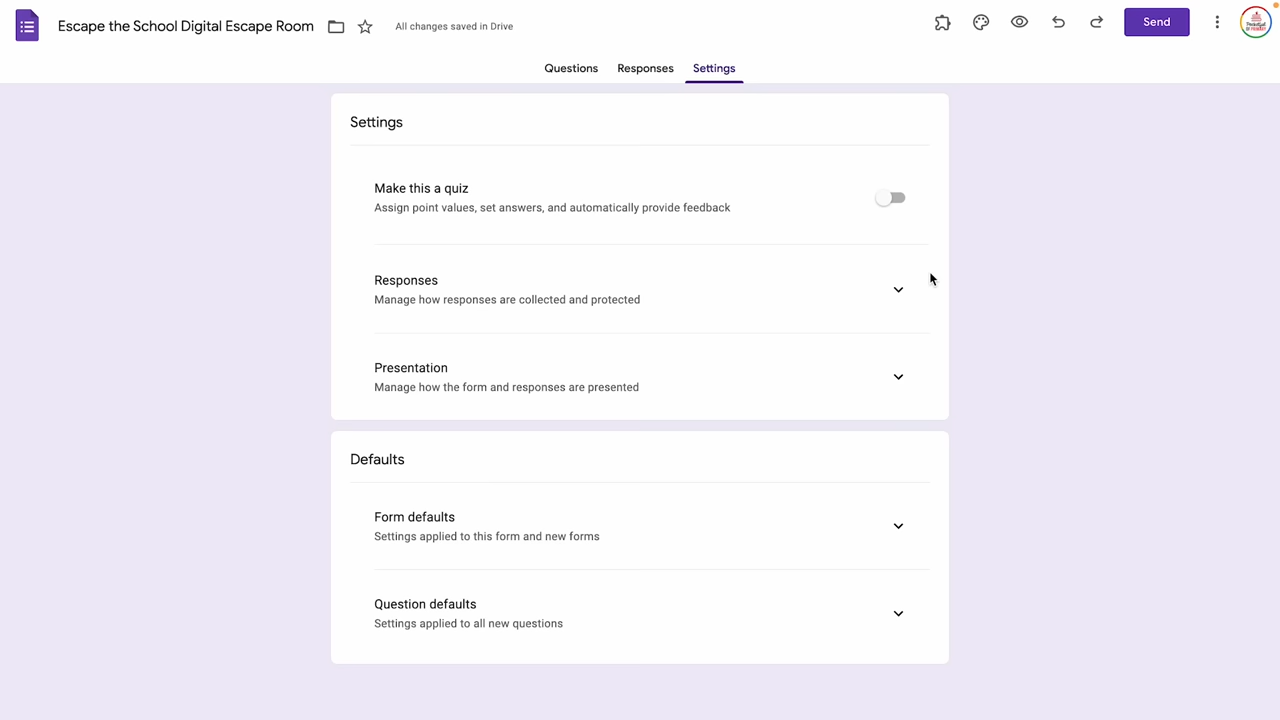 Escape the School Digital Escape Room
All changes saved in Drive
Send
Questions
Responses
Settings
Settings
Make this a quiz
Assign point values, set answers, and automatically provide feedback
Responses
Manage how responses are collected and protected
Presentation
Manage how the form and responses are presented
Defaults
Form defaults
Settings applied to this form and new forms
Question defaults
Settings applied to all new questions